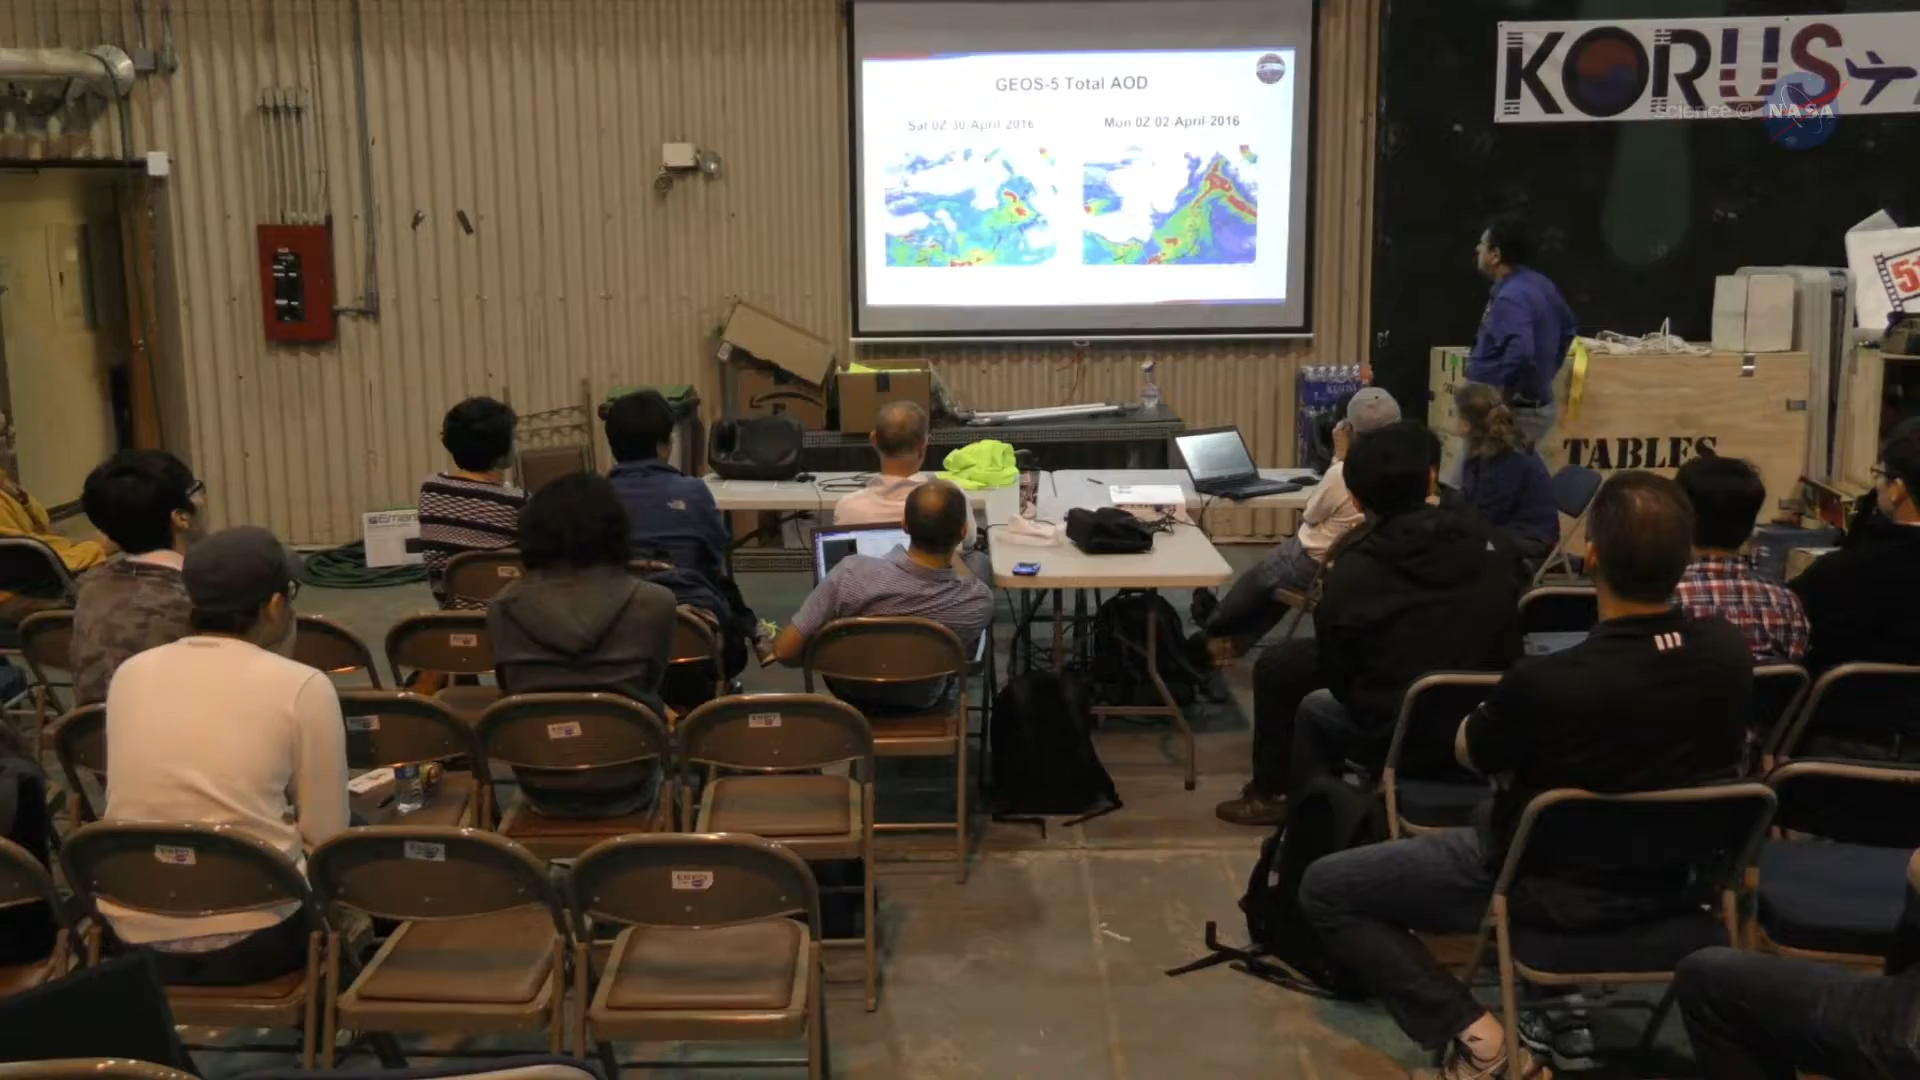 GEOS-5 Total AOD
Sat 0Z 30-April-2016
Mon 0Z 02-April-2016
KORUS
Science @ NASA
TABLES